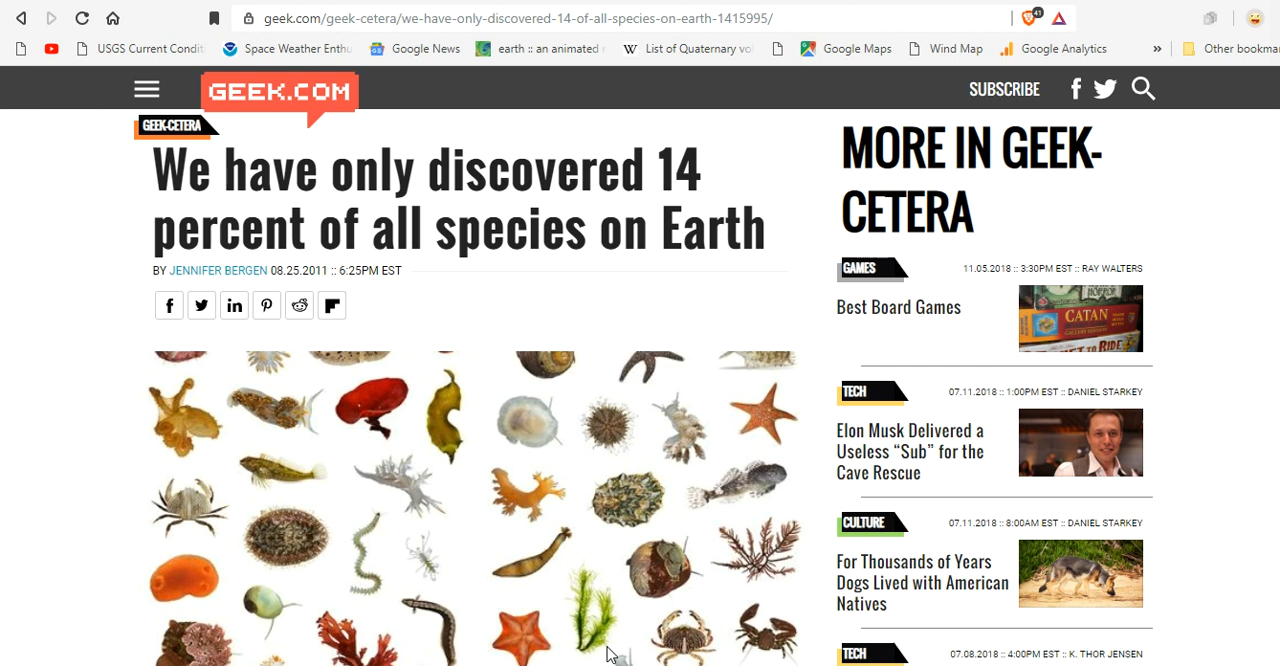 geek.com/geek-cetera/we-have-only-discovered-14-of-all-species-on-earth-1415995/
41
USGS Current Condit
Space Weather Enthu
Google News
earth :: an animated
List of Quaternary vo
Google Maps
Wind Map
Google Analytics
»
Other bookmar
GEEK.COM
SUBSCRIBE
GEEK-CETERA
We have only discovered 14
percent of all species on Earth
BY JENNIFER BERGEN 08.25.2011 :: 6:25PM EST
MORE IN GEEK-
CETERA
GAMES
11.05.2018 :: 3:30PM EST :: RAY WALTERS
Best Board Games
CATAN
TECH
07.11.2018 :: 1:00PM EST :: DANIEL STARKEY
Elon Musk Delivered a
Useless “Sub” for the
Cave Rescue
CULTURE
07.11.2018 :: 8:00AM EST :: DANIEL STARKEY
For Thousands of Years
Dogs Lived with American
Natives
TECH
07.08.2018 :: 4:00PM EST :: K. THOR JENSEN